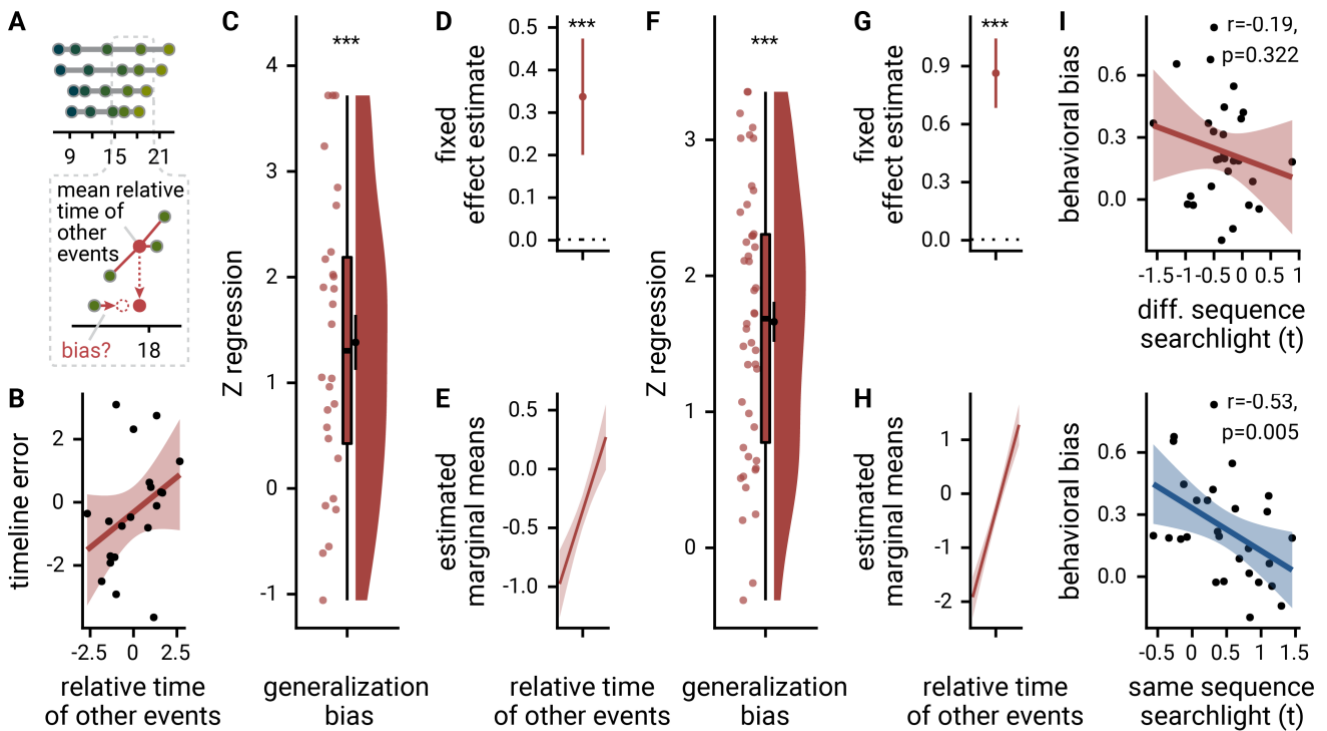 A
9 15 21
mean relative
time of
other
events
bias? 18
B
timeline error
2
0
-2
-2.5 0 2.5
relative time
of other events
C
***
Z regression
4
3
2
1
0
-1
generalization
bias
D
***
fixed
effect estimate
0.5
0.4
0.3
0.2
0.1
0.0
E
estimated
marginal means
0.5
0.0
-0.5
-1.0
relative time
of other events
F
***
Z regression
3
2
1
0
generalization
bias
G
***
fixed
effect estimate
0.9
0.6
0.3
0.0
H
estimated
marginal means
1
0
-1
-2
relative time
of other events
I
r=-0.19,
p=0.322
behavioral bias
0.6
0.3
0.0
-1.5 -1 -0.5 0 0.5 1
diff. sequence
searchlight (t)
r=-0.53,
p=0.005
behavioral bias
0.6
0.3
0.0
-0.5 0 0.5 1 1.5
same sequence
searchlight (t)